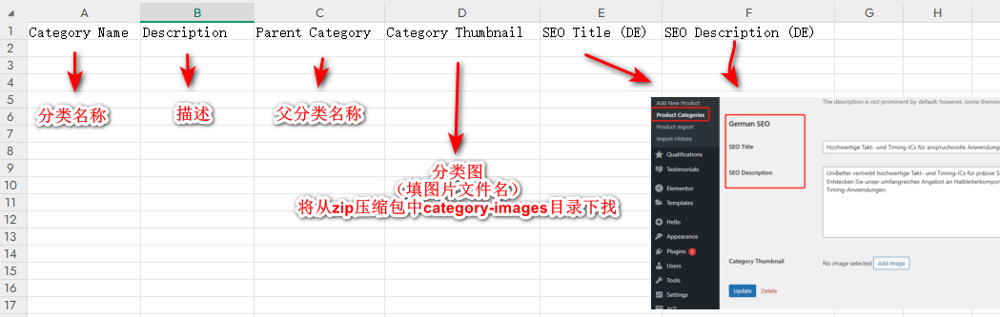 A B C D E F G H
1 Category Name Description Parent Category Category Thumbnail SEO Title (DE) SEO Description (DE)
2
3
4
5
6
7
8
9
10
11
12
13
14
15
16
17
分类名称
描述
父分类名称
分类图
（填图片文件名）
将从zip压缩包中category-images目录下找
Add New Product
Product Categories
Product Import
Import History
Qualifications
Testimonials
Elementor
Templates
Hello
Appearance
Plugins 2
Users
Tools
Settings
ACF
The description is not prominent by default; however, some themes
German SEO
SEO Title
Hochwertige Takt- und Timing-ICs für anspruchsvolle Anwendung
SEO Description
UniBetter vertreibt hochwertige Takt- und Timing-ICs für präzise
Entdecken Sie unser umfangreiches Angebot an Halbleiterkompon
Timing-Anwendungen.
Category Thumbnail
No image selected Add Image
Update Delete